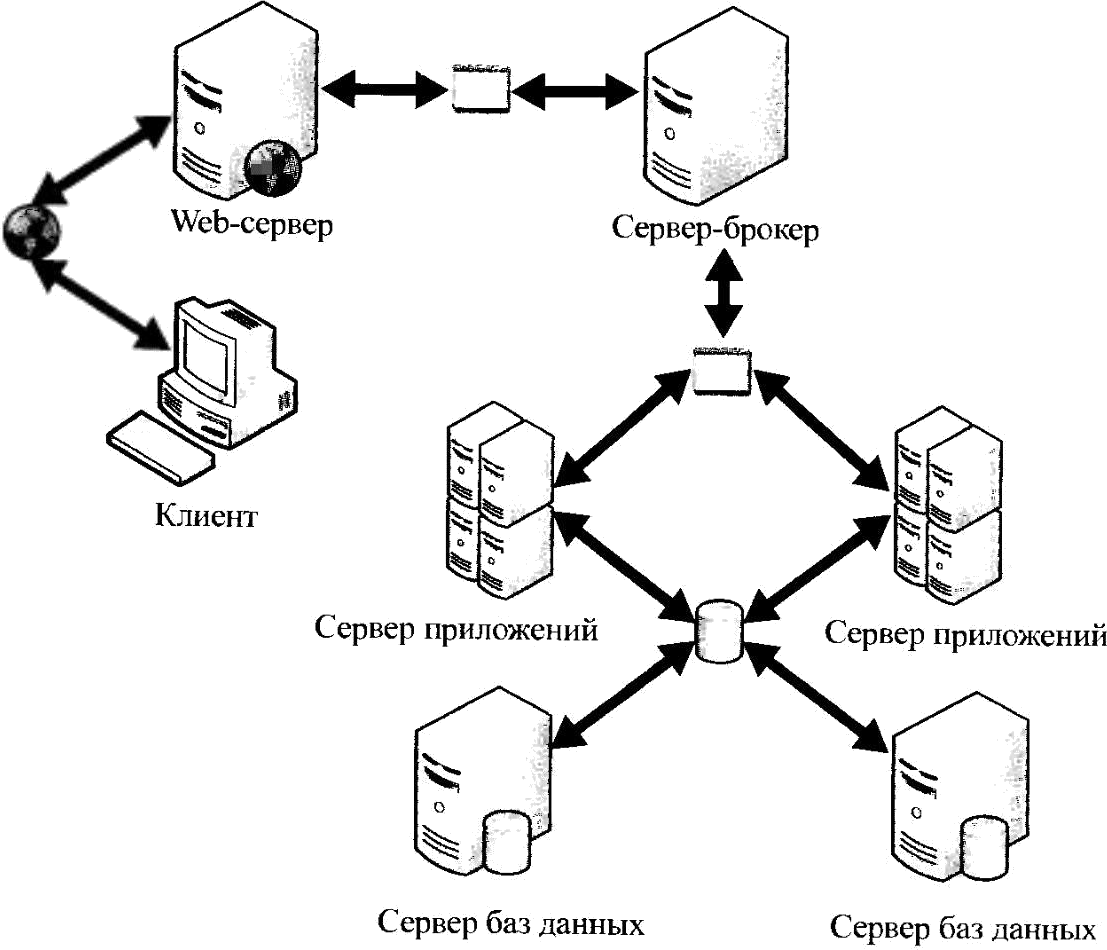 Web-сервер
Сервер-брокер
Клиент
Сервер приложений
Сервер приложений
Сервер баз данных
Сервер баз данных